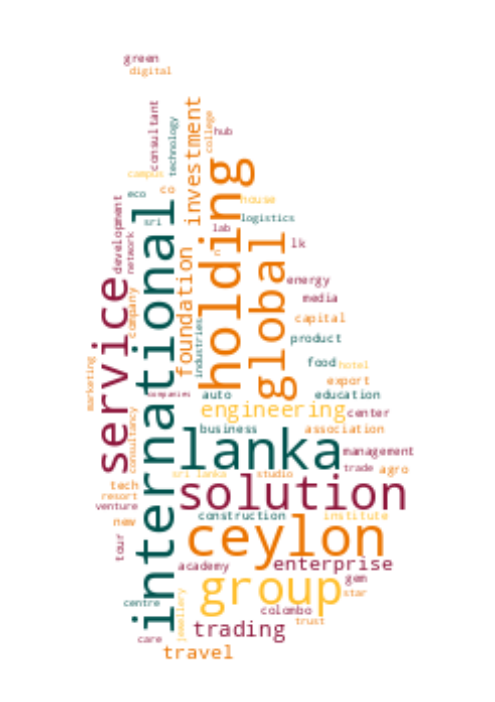 green
digital
consultant
investment
college
hub
technology
holding
campus
co
eco
house
development
international
sri
logistics
lab
network
global
lk
c
foundation
service
energy
company
media
capital
industries
product
food
hotel
marketing
export
companies
auto
education
engineering
center
consultancy
business
association
lanka
management
trade
agro
sri lanka
studio
tech
solution
resort
venture
construction
institute
new
ceylon
tour
academy
enterprise
group
gem
star
jewellery
centre
colombo
trading
trust
care
travel